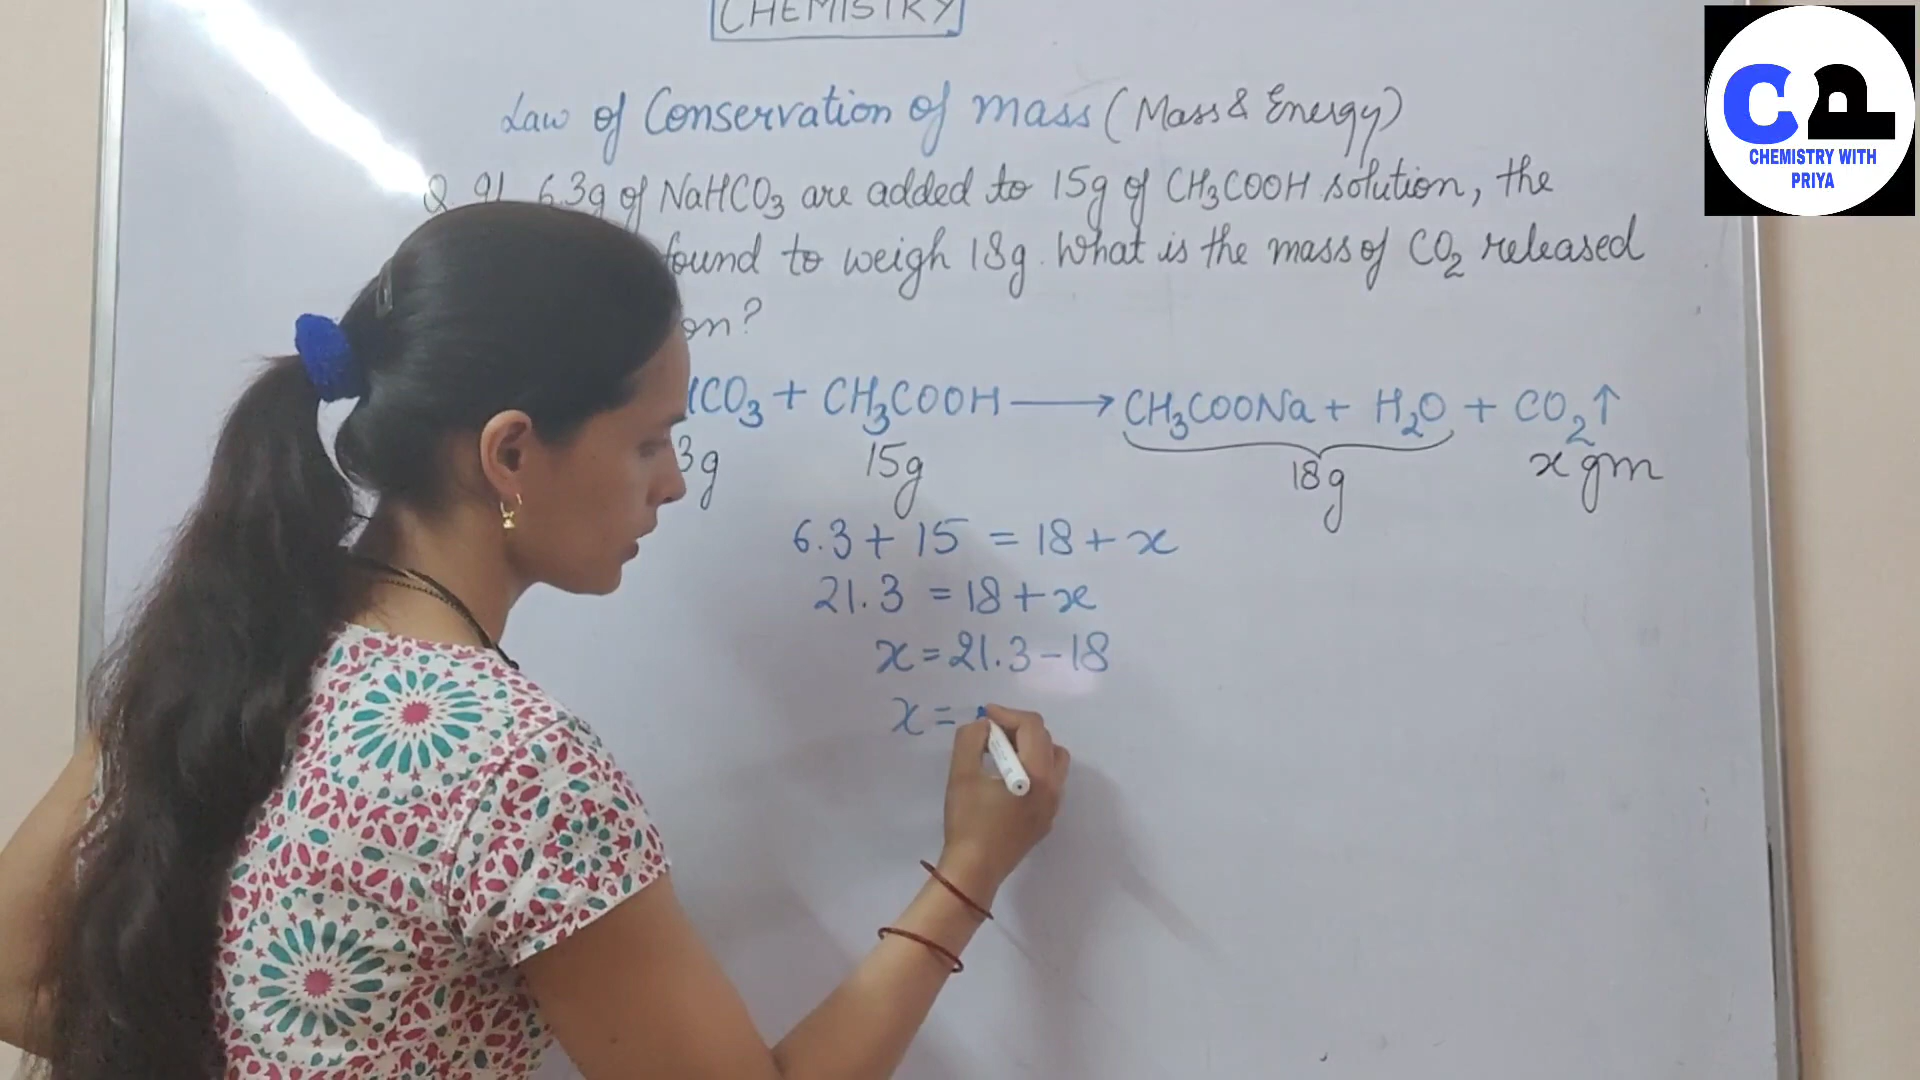 CHEMISTRY
Law of Conservation of mass (Mass & Energy)
Q. 6.3g of NaHCO3 are added to 15g of CH3COOH solution, the
found to weigh 18g. What is the mass of CO2 released
on?
HCO3 + CH3COOH ⟶ CH3COONa + H2O + CO2↑
3g 15g 18g x gm
6.3 + 15 = 18 + x
21.3 = 18 + x
x = 21.3 - 18
x =
CP
CHEMISTRY WITH
PRIYA